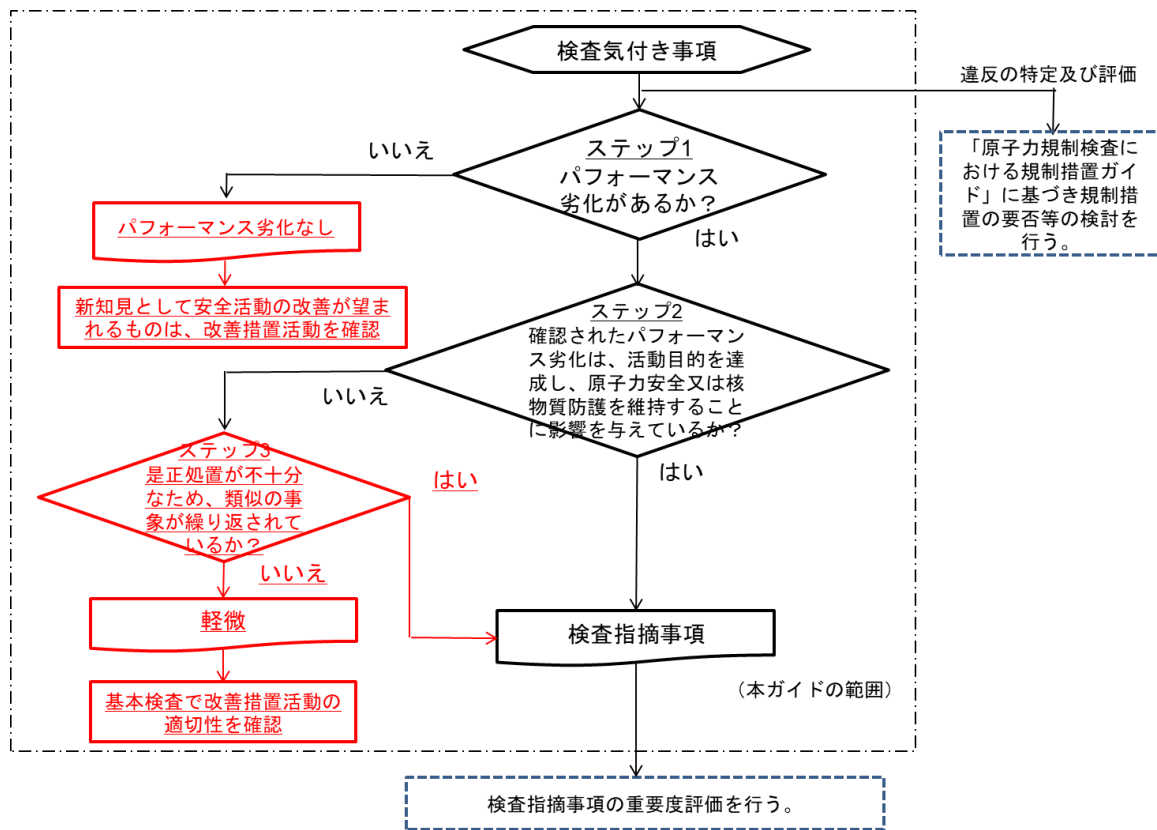 検査気付き事項
違反の特定及び評価
「原子力規制検査に
おける規制措置ガイ
ド」に基づき規制措
置の要否等の検討を
行う。
いいえ
ステップ1
パフォーマンス
劣化があるか？
はい
パフォーマンス劣化なし
新知見として安全活動の改善が望ま
れるものは、改善措置活動を確認
ステップ2
確認されたパフォーマン
ス劣化は、活動目的を達
成し、原子力安全又は核
物質防護を維持すること
に影響を与えているか？
いいえ
はい
ステップ3
是正処置が不十分
なため、類似の事
象が繰り返されて
いるか？
はい
いいえ
軽微
検査指摘事項
基本検査で改善措置活動の
適切性を確認
（本ガイドの範囲）
検査指摘事項の重要度評価を行う。